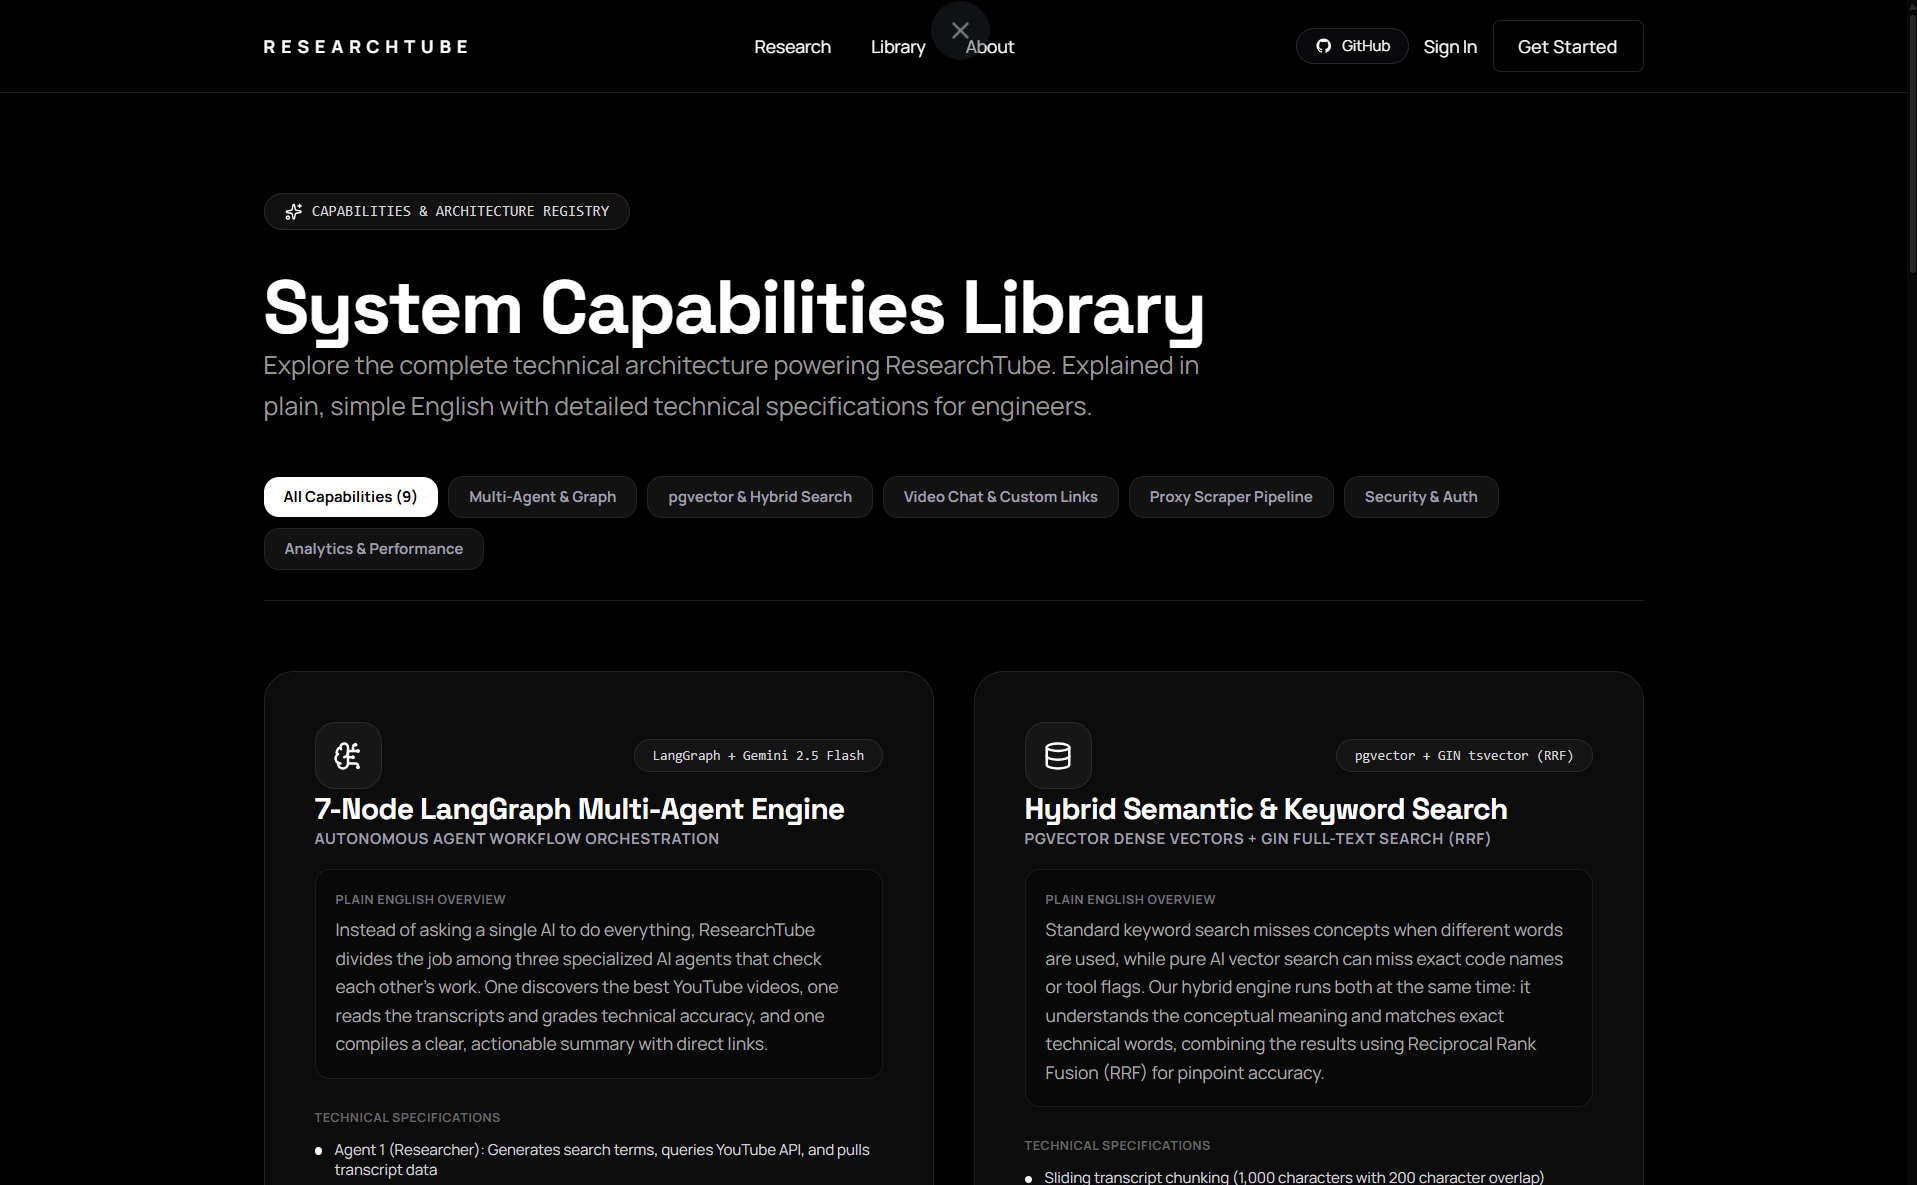 RESEARCHTUBE
Research
Library
About
GitHub
Sign In
Get Started
CAPABILITIES & ARCHITECTURE REGISTRY
System Capabilities Library
Explore the complete technical architecture powering ResearchTube. Explained in
plain, simple English with detailed technical specifications for engineers.
All Capabilities (9)
Multi-Agent & Graph
pgvector & Hybrid Search
Video Chat & Custom Links
Proxy Scraper Pipeline
Security & Auth
Analytics & Performance
LangGraph + Gemini 2.5 Flash
7-Node LangGraph Multi-Agent Engine
AUTONOMOUS AGENT WORKFLOW ORCHESTRATION
PLAIN ENGLISH OVERVIEW
Instead of asking a single AI to do everything, ResearchTube
divides the job among three specialized AI agents that check
each other's work. One discovers the best YouTube videos, one
reads the transcripts and grades technical accuracy, and one
compiles a clear, actionable summary with direct links.
TECHNICAL SPECIFICATIONS
Agent 1 (Researcher): Generates search terms, queries YouTube API, and pulls
transcript data
pgvector + GIN tsvector (RRF)
Hybrid Semantic & Keyword Search
PGVECTOR DENSE VECTORS + GIN FULL-TEXT SEARCH (RRF)
PLAIN ENGLISH OVERVIEW
Standard keyword search misses concepts when different words
are used, while pure AI vector search can miss exact code names
or tool flags. Our hybrid engine runs both at the same time: it
understands the conceptual meaning and matches exact
technical words, combining the results using Reciprocal Rank
Fusion (RRF) for pinpoint accuracy.
TECHNICAL SPECIFICATIONS
Sliding transcript chunking (1,000 characters with 200 character overlap)